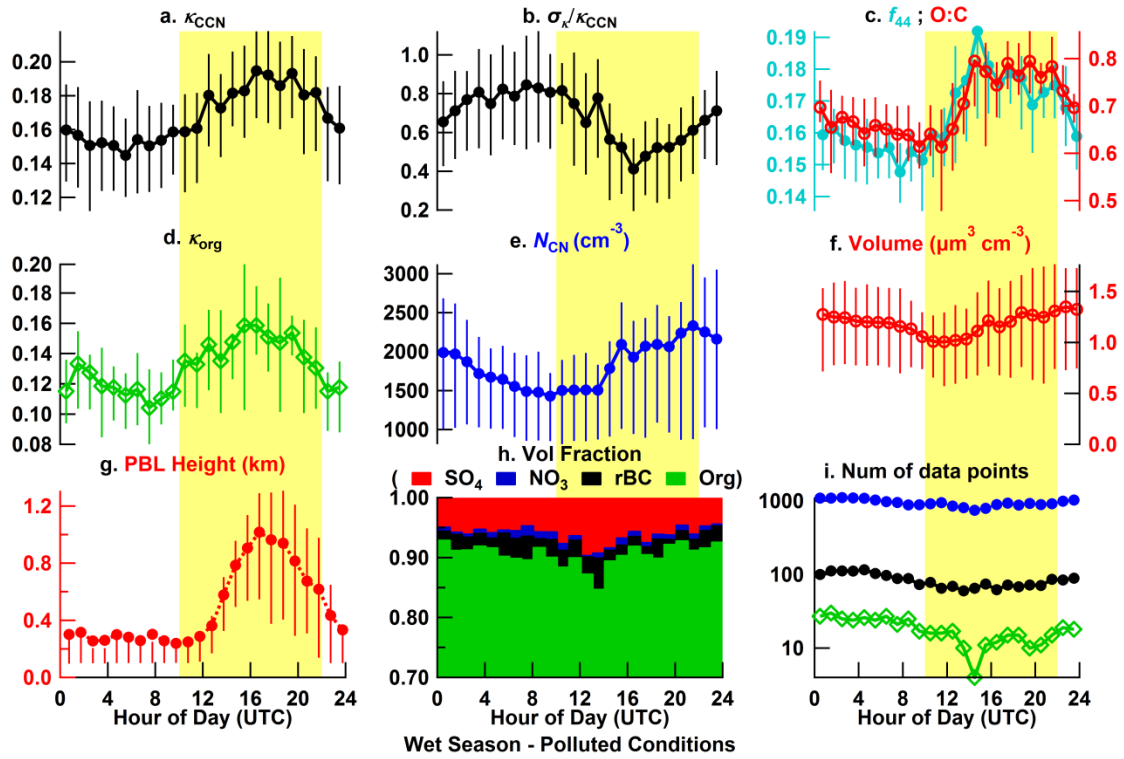 a. κCCN
0.20
0.16
0.12
b. σκ/κCCN
1.0
0.8
0.6
0.4
0.2
c. f44 ; O:C
0.19
0.18
0.17
0.16
0.15
0.14
0.8
0.7
0.6
0.5
d. κorg
0.20
0.18
0.16
0.14
0.12
0.10
0.08
e. NCN (cm−3)
3000
2500
2000
1500
1000
f. Volume (µm3 cm−3)
1.5
1.0
0.5
0.0
g. PBL Height (km)
1.2
0.8
0.4
0.0
0 4 8 12 16 20 24
Hour of Day (UTC)
h. Vol Fraction
( SO4 NO3 rBC Org)
1.00
0.90
0.80
0.70
0 4 8 12 16 20 24
Hour of Day (UTC)
i. Num of data points
1000
100
10
0 4 8 12 16 20 24
Hour of Day (UTC)
Wet Season - Polluted Conditions